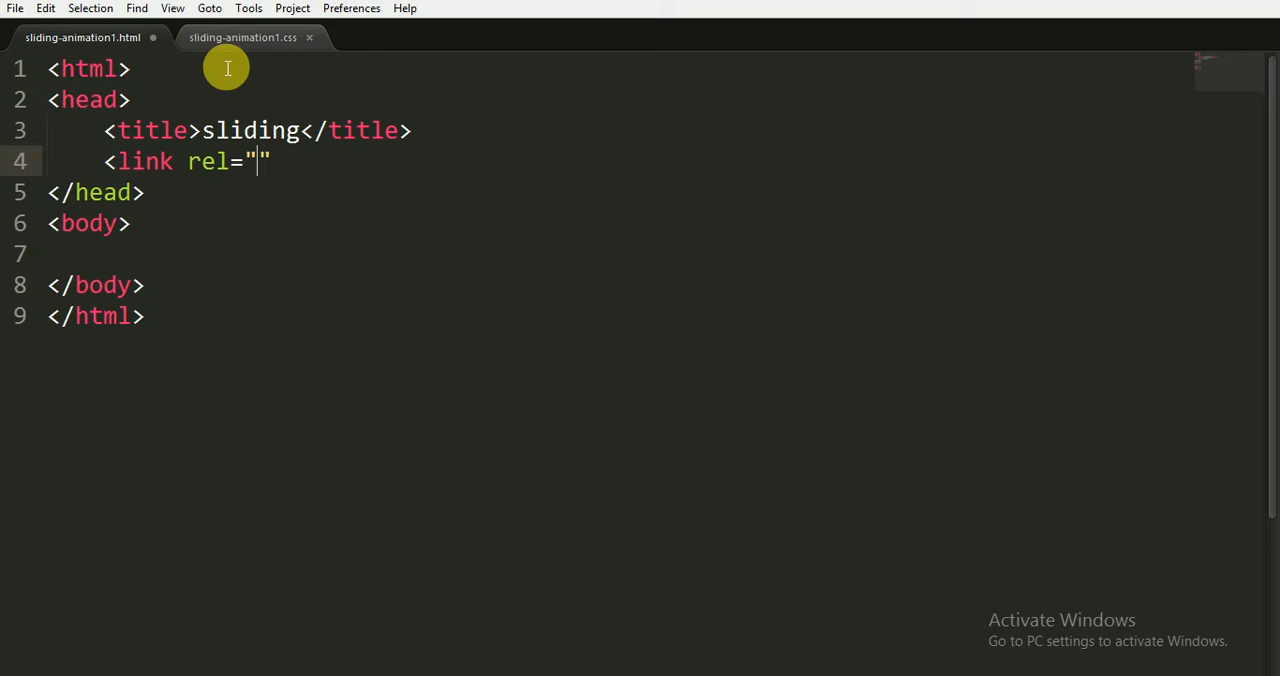 File Edit Selection Find View Goto Tools Project Preferences Help
sliding-animation1.html sliding-animation1.css ×
1 <html>
2 <head>
3 <title>sliding</title>
4 <link rel=""
5 </head>
6 <body>
7
8 </body>
9 </html>
Activate Windows
Go to PC settings to activate Windows.